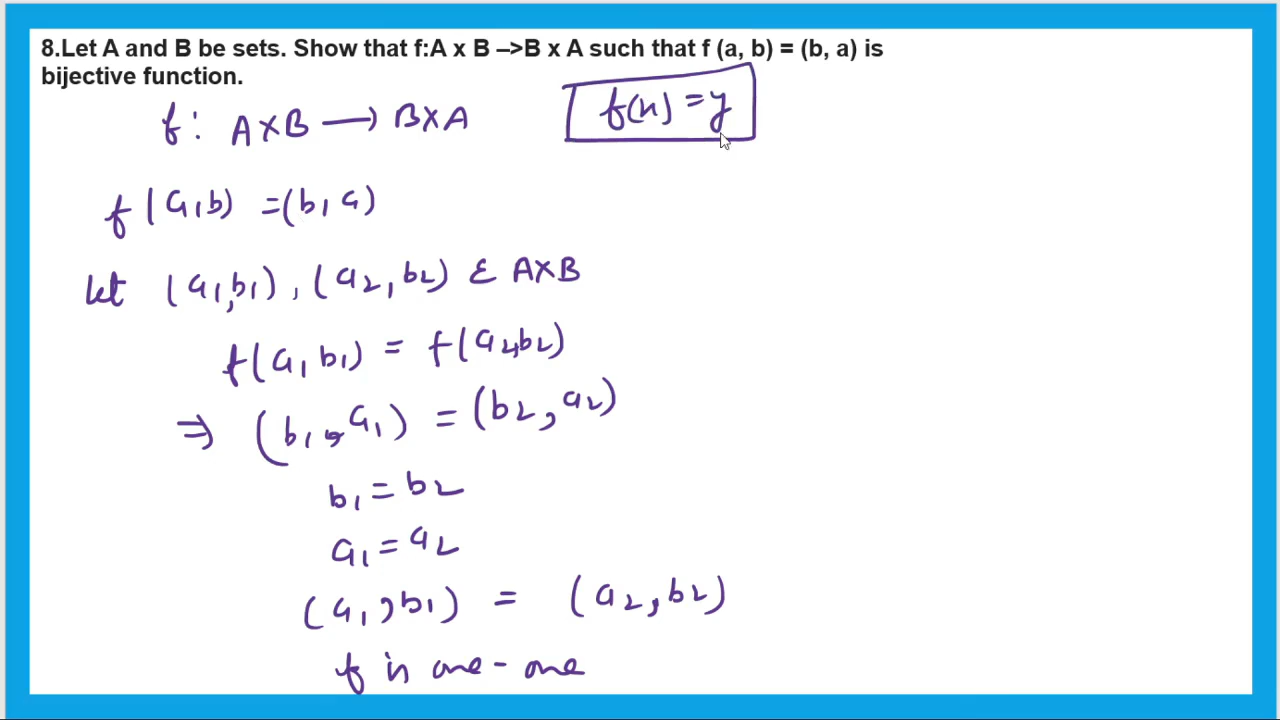 8.Let A and B be sets. Show that f:A x B –>B x A such that f (a, b) = (b, a) is
bijective function.
f(x) = y
f : A×B → B×A
f (a, b) = (b, a)
let (a1, b1), (a2, b2) ε A×B
f(a1 b1) = f(a2, b2)
⇒ (b1, a1) = (b2, a2)
b1 = b2
a1 = a2
(a1, b1) = (a2, b2)
f is one - one